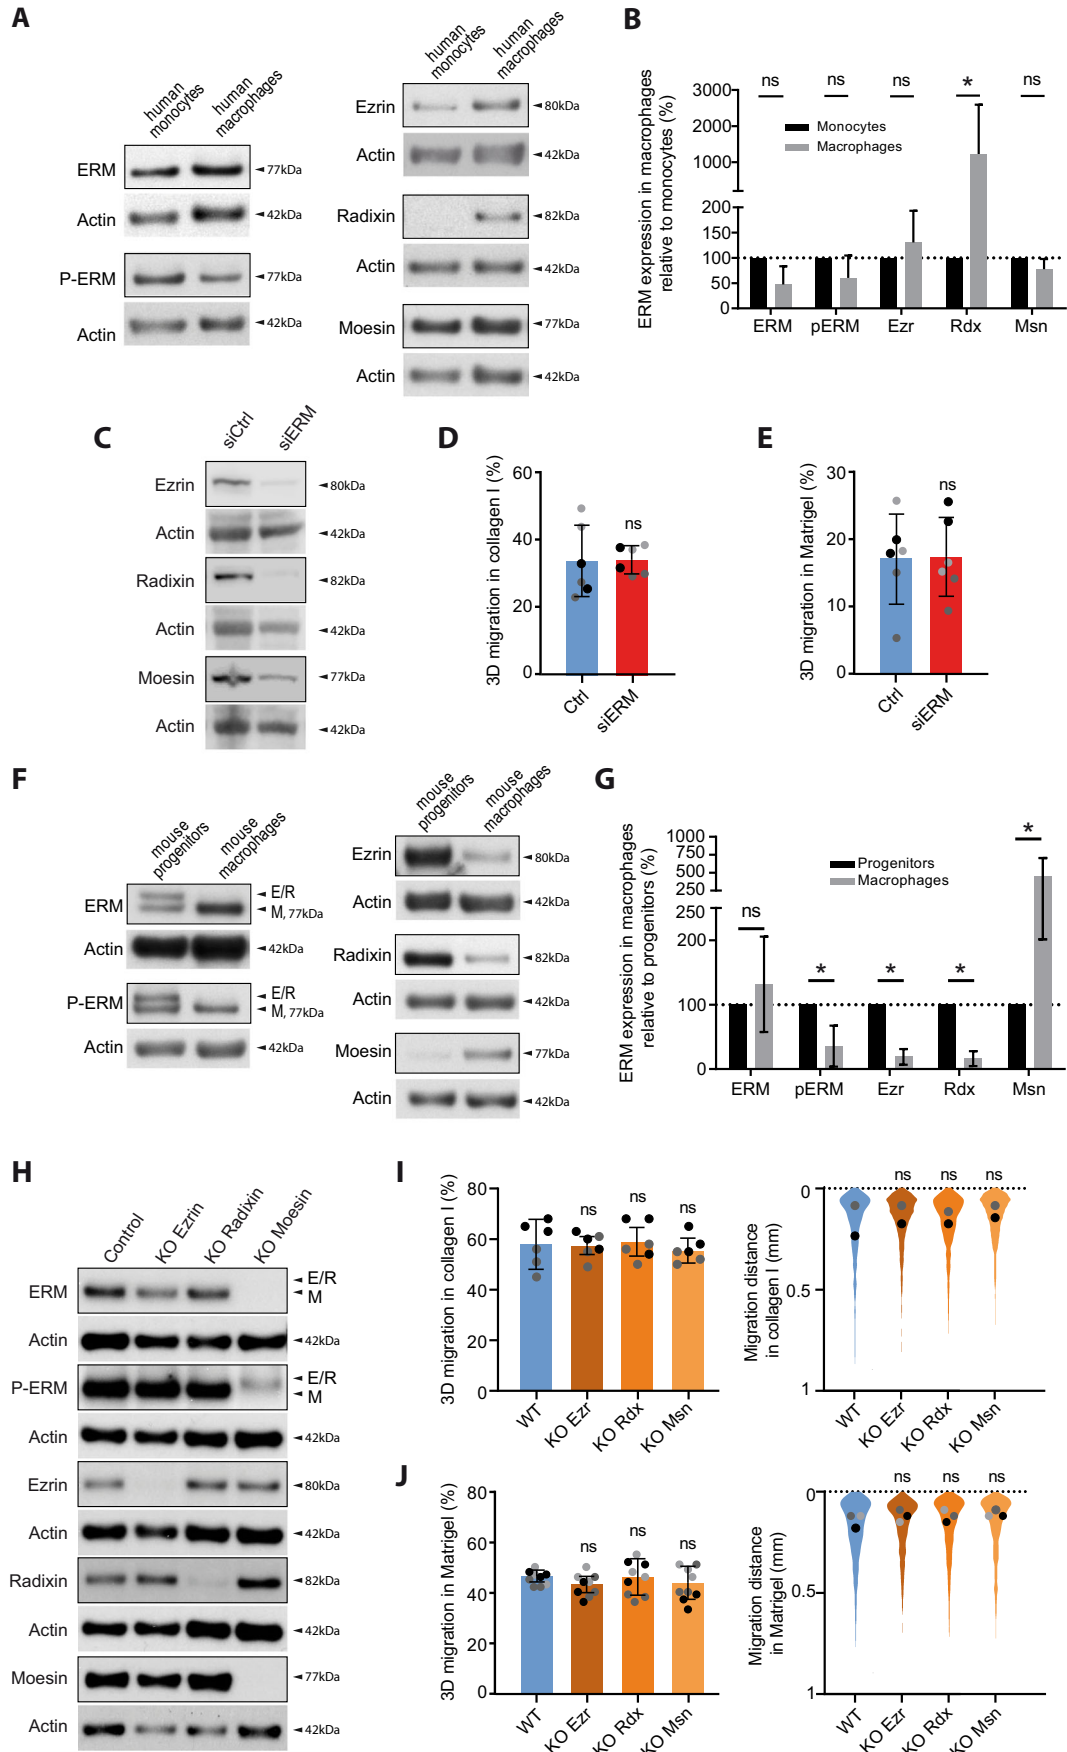 A
human monocytes
human macrophages
ERM
77kDa
Actin
42kDa
P-ERM
77kDa
Actin
42kDa
human monocytes
human macrophages
Ezrin
80kDa
Actin
42kDa
Radixin
82kDa
Actin
42kDa
Moesin
77kDa
Actin
42kDa
B
ERM expression in macrophages
relative to monocytes (%)
3000
2000
1000
200
150
100
50
0
ns
ns
ns
*
ns
Monocytes
Macrophages
ERM
pERM
Ezr
Rdx
Msn
C
siCtrl
siERM
Ezrin
80kDa
Actin
42kDa
Radixin
82kDa
Actin
42kDa
Moesin
77kDa
Actin
42kDa
D
3D migration in collagen I (%)
60
40
20
0
ns
Ctrl
siERM
E
3D migration in Matrigel (%)
30
20
10
0
ns
Ctrl
siERM
F
mouse progenitors
mouse macrophages
ERM
E/R
M, 77kDa
Actin
42kDa
P-ERM
E/R
M, 77kDa
Actin
42kDa
mouse progenitors
mouse macrophages
Ezrin
80kDa
Actin
42kDa
Radixin
82kDa
Actin
42kDa
Moesin
77kDa
Actin
42kDa
G
ERM expression in macrophages
relative to progenitors (%)
1000
750
500
250
250
200
100
0
ns
*
*
*
*
Progenitors
Macrophages
ERM
pERM
Ezr
Rdx
Msn
H
Control
KO Ezrin
KO Radixin
KO Moesin
ERM
E/R
M
Actin
42kDa
P-ERM
E/R
M
Actin
42kDa
Ezrin
80kDa
Actin
42kDa
Radixin
82kDa
Actin
42kDa
Moesin
77kDa
Actin
42kDa
I
3D migration in collagen I (%)
80
60
40
20
0
ns
ns
ns
WT
KO Ezr
KO Rdx
KO Msn
Migration distance
in collagen I (mm)
0
0.5
1
ns
ns
ns
WT
KO Ezr
KO Rdx
KO Msn
J
3D migration in Matrigel (%)
80
60
40
20
0
ns
ns
ns
WT
KO Ezr
KO Rdx
KO Msn
Migration distance
in Matrigel (mm)
0
0.5
1
ns
ns
ns
WT
KO Ezr
KO Rdx
KO Msn